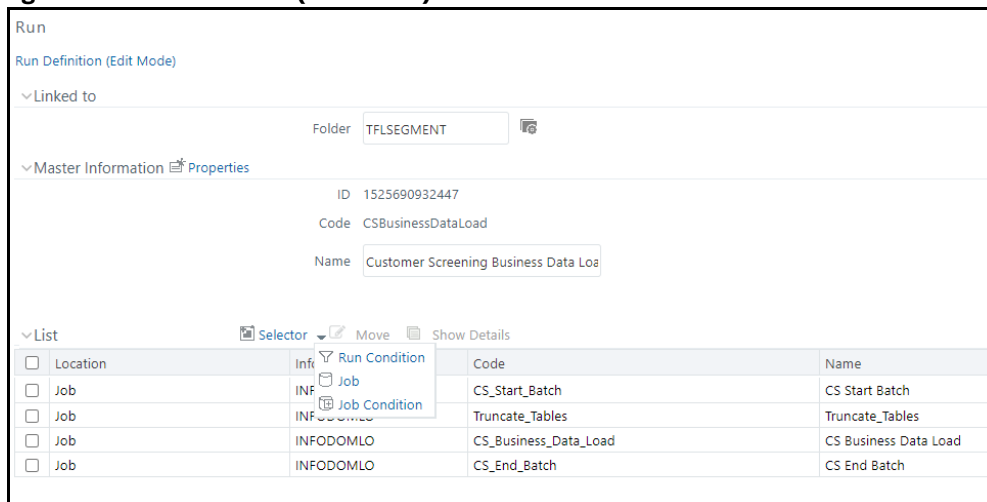 Run
Run Definition (Edit Mode)
Linked to
Folder TFLSEGMENT
Master Information Properties
ID 1525690932447
Code CSBusinessDataLoad
Name Customer Screening Business Data Loa
List Selector Move Show Details
Location Code Name
Run Condition
Job
Job Condition
Job CS_Start_Batch CS Start Batch
Job Truncate_Tables Truncate_Tables
Job INFODOMLO CS_Business_Data_Load CS Business Data Load
Job INFODOMLO CS_End_Batch CS End Batch